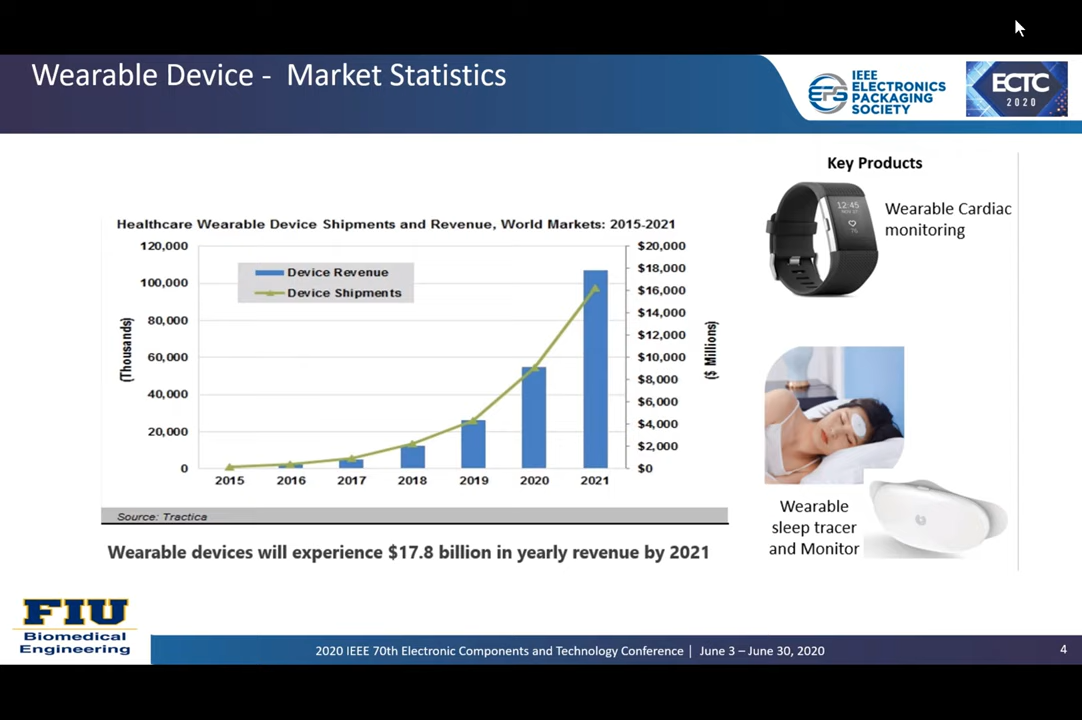 Wearable Device - Market Statistics
IEEE
ELECTRONICS
PACKAGING
SOCIETY
EPS
ECTC
2020
Key Products
12:45
Wearable Cardiac
monitoring
Healthcare Wearable Device Shipments and Revenue, World Markets: 2015-2021
120,000
100,000
80,000
60,000
40,000
20,000
0
(Thousands)
Device Revenue
Device Shipments
$20,000
$18,000
$16,000
$14,000
$12,000
$10,000
$8,000
$6,000
$4,000
$2,000
$0
($ Millions)
2015 2016 2017 2018 2019 2020 2021
Source: Tractica
Wearable
sleep tracer
and Monitor
Wearable devices will experience $17.8 billion in yearly revenue by 2021
FIU
Biomedical
Engineering
2020 IEEE 70th Electronic Components and Technology Conference | June 3 – June 30, 2020
4